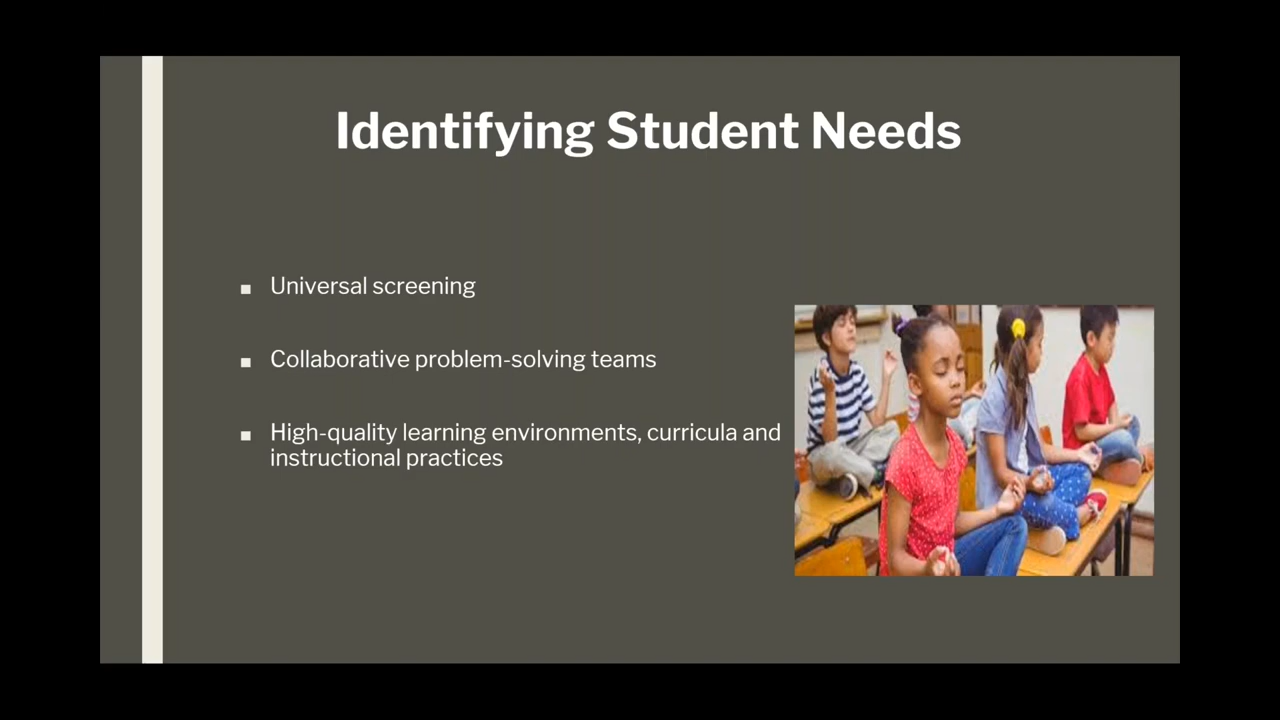 Identifying Student Needs
▪ Universal screening
▪ Collaborative problem-solving teams
▪ High-quality learning environments, curricula and
instructional practices